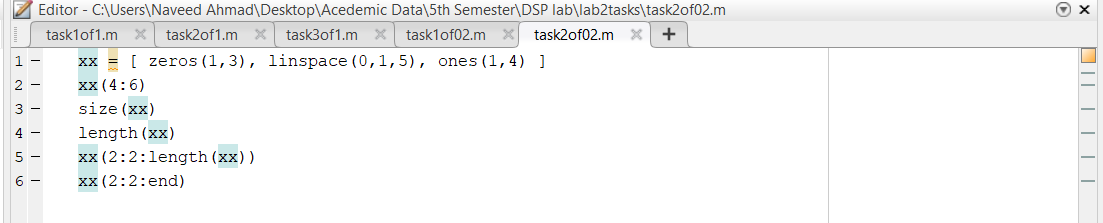 Editor - C:\Users\Naveed Ahmad\Desktop\Acedemic Data\5th Semester\DSP lab\lab2tasks\task2of02.m
task1of1.m task2of1.m task3of1.m task1of02.m task2of02.m
1 - xx = [ zeros(1,3), linspace(0,1,5), ones(1,4) ]
2 - xx(4:6)
3 - size(xx)
4 - length(xx)
5 - xx(2:2:length(xx))
6 - xx(2:2:end)